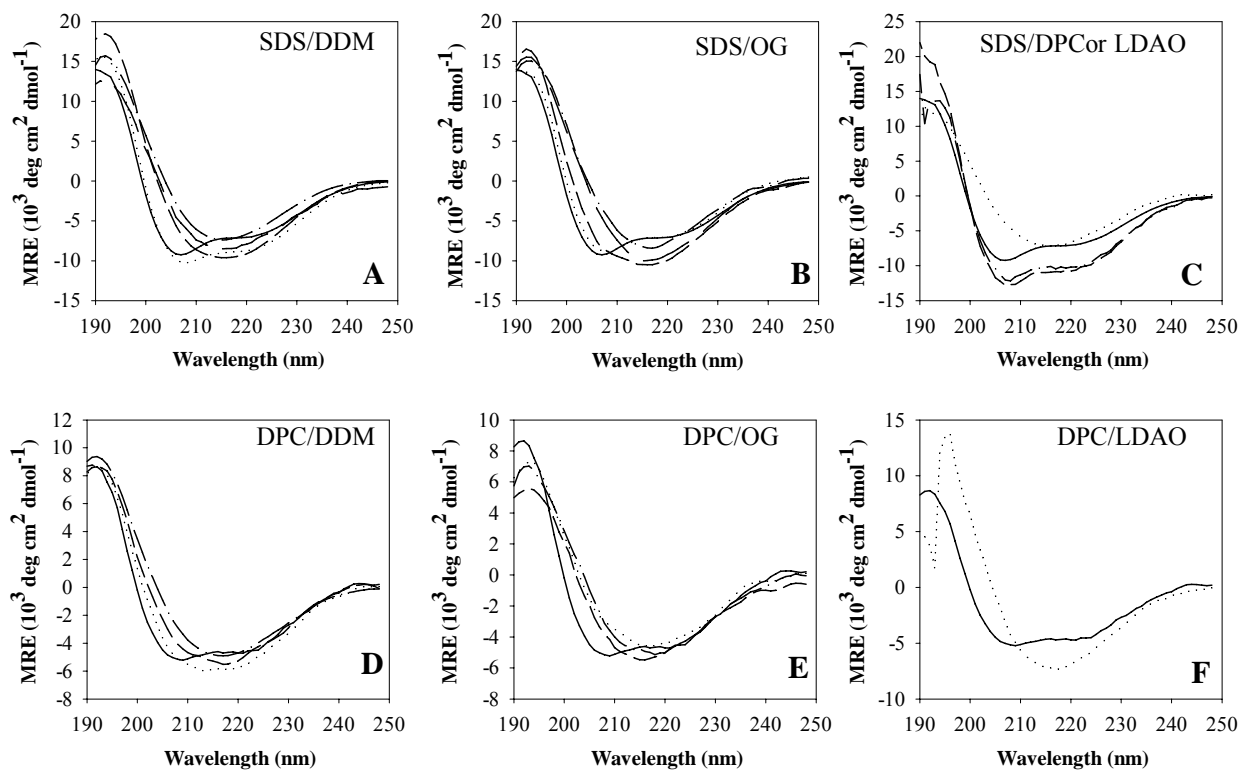 SDS/DDM
MRE (10³ deg cm² dmol⁻¹)
20
15
10
5
0
-5
-10
-15
A
190 200 210 220 230 240 250
Wavelength (nm)
SDS/OG
MRE (10³ deg cm² dmol⁻¹)
20
15
10
5
0
-5
-10
-15
B
190 200 210 220 230 240 250
Wavelength (nm)
SDS/DPCor LDAO
MRE (10³ deg cm² dmol⁻¹)
25
20
15
10
5
0
-5
-10
-15
C
190 200 210 220 230 240 250
Wavelength (nm)
DPC/DDM
MRE (10³ deg cm² dmol⁻¹)
12
10
8
6
4
2
0
-2
-4
-6
-8
D
190 200 210 220 230 240 250
Wavelength (nm)
DPC/OG
MRE (10³ deg cm² dmol⁻¹)
10
8
6
4
2
0
-2
-4
-6
-8
E
190 200 210 220 230 240 250
Wavelength (nm)
DPC/LDAO
MRE (10³ deg cm² dmol⁻¹)
15
10
5
0
-5
-10
F
190 200 210 220 230 240 250
Wavelength (nm)